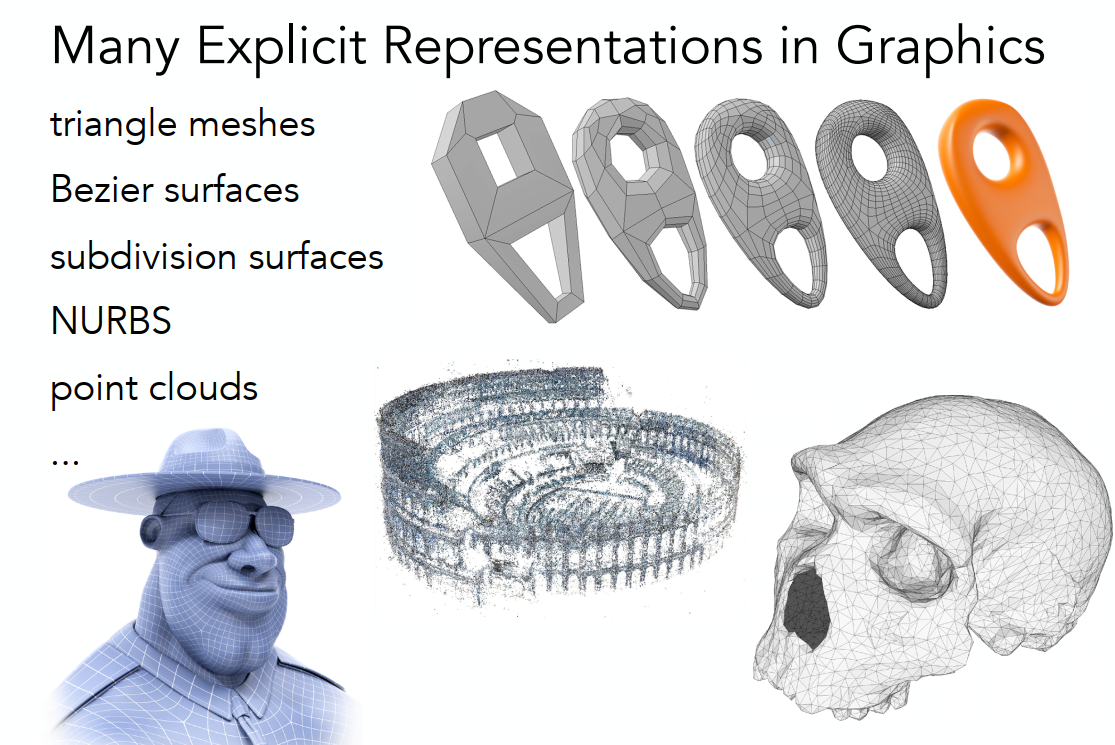 Many Explicit Representations in Graphics
triangle meshes
Bezier surfaces
subdivision surfaces
NURBS
point clouds
...